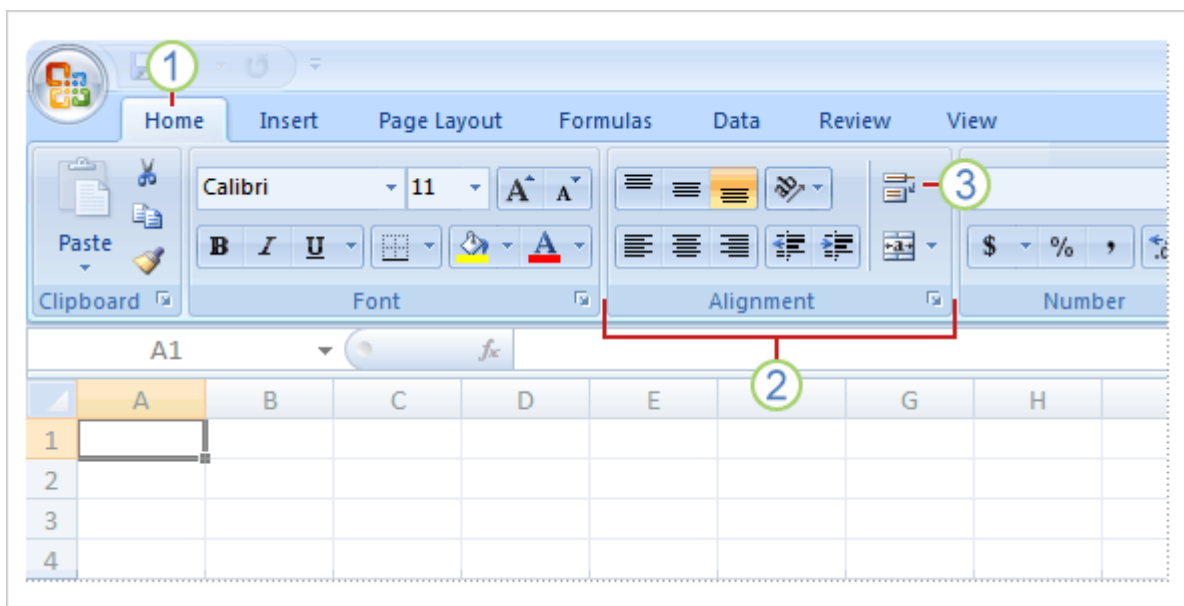 1
Home Insert Page Layout Formulas Data Review View
Calibri 11 A A 3
Paste B I U A a $ % ,
Clipboard Font Alignment Number
A1 fx
2
A B C D E G H
1
2
3
4